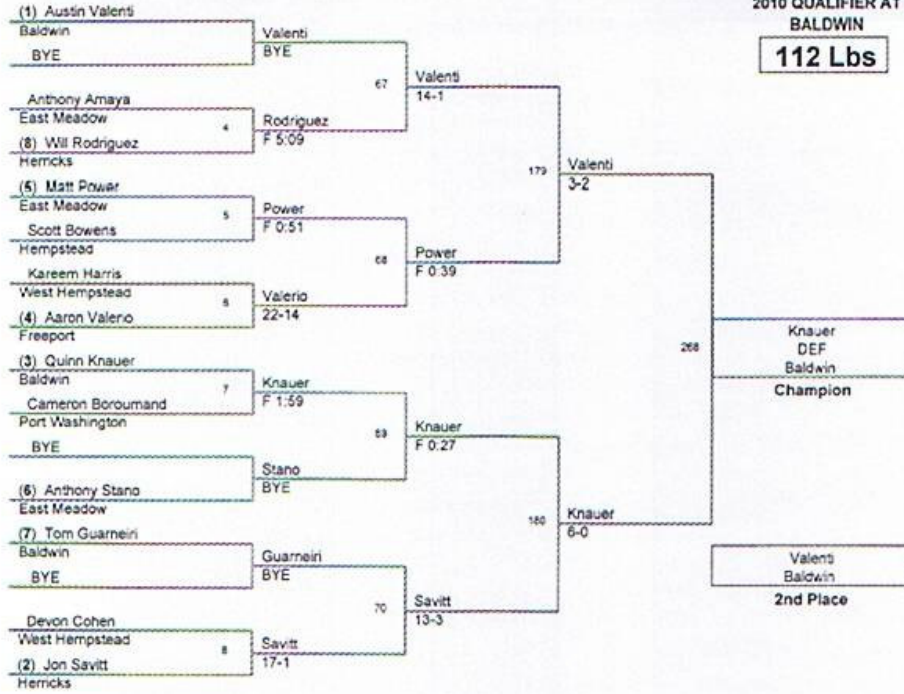 2010 QUALIFIER AT
BALDWIN
112 Lbs
(1) Austin Valenti
Baldwin
BYE
Anthony Amaya
East Meadow
(8) Will Rodriguez
Herricks
(5) Matt Power
East Meadow
Scott Bowens
Hempstead
Kareem Harris
West Hempstead
(4) Aaron Valerio
Freeport
(3) Quinn Knauer
Baldwin
Cameron Boroumand
Port Washington
BYE
(6) Anthony Stano
East Meadow
(7) Tom Guarneiri
Baldwin
BYE
Devon Cohen
West Hempstead
(2) Jon Savitt
Herricks
4
5
6
7
8
Valenti
BYE
Rodriguez
F 5:09
Power
F 0:51
Valerio
22-14
Knauer
F 1:59
Stano
BYE
Guarneiri
BYE
Savitt
17-1
67
68
69
70
Valenti
14-1
Power
F 0:39
Knauer
F 0:27
Savitt
13-3
179
180
Valenti
3-2
Knauer
6-0
268
Knauer
DEF
Baldwin
Champion
Valenti
Baldwin
2nd Place